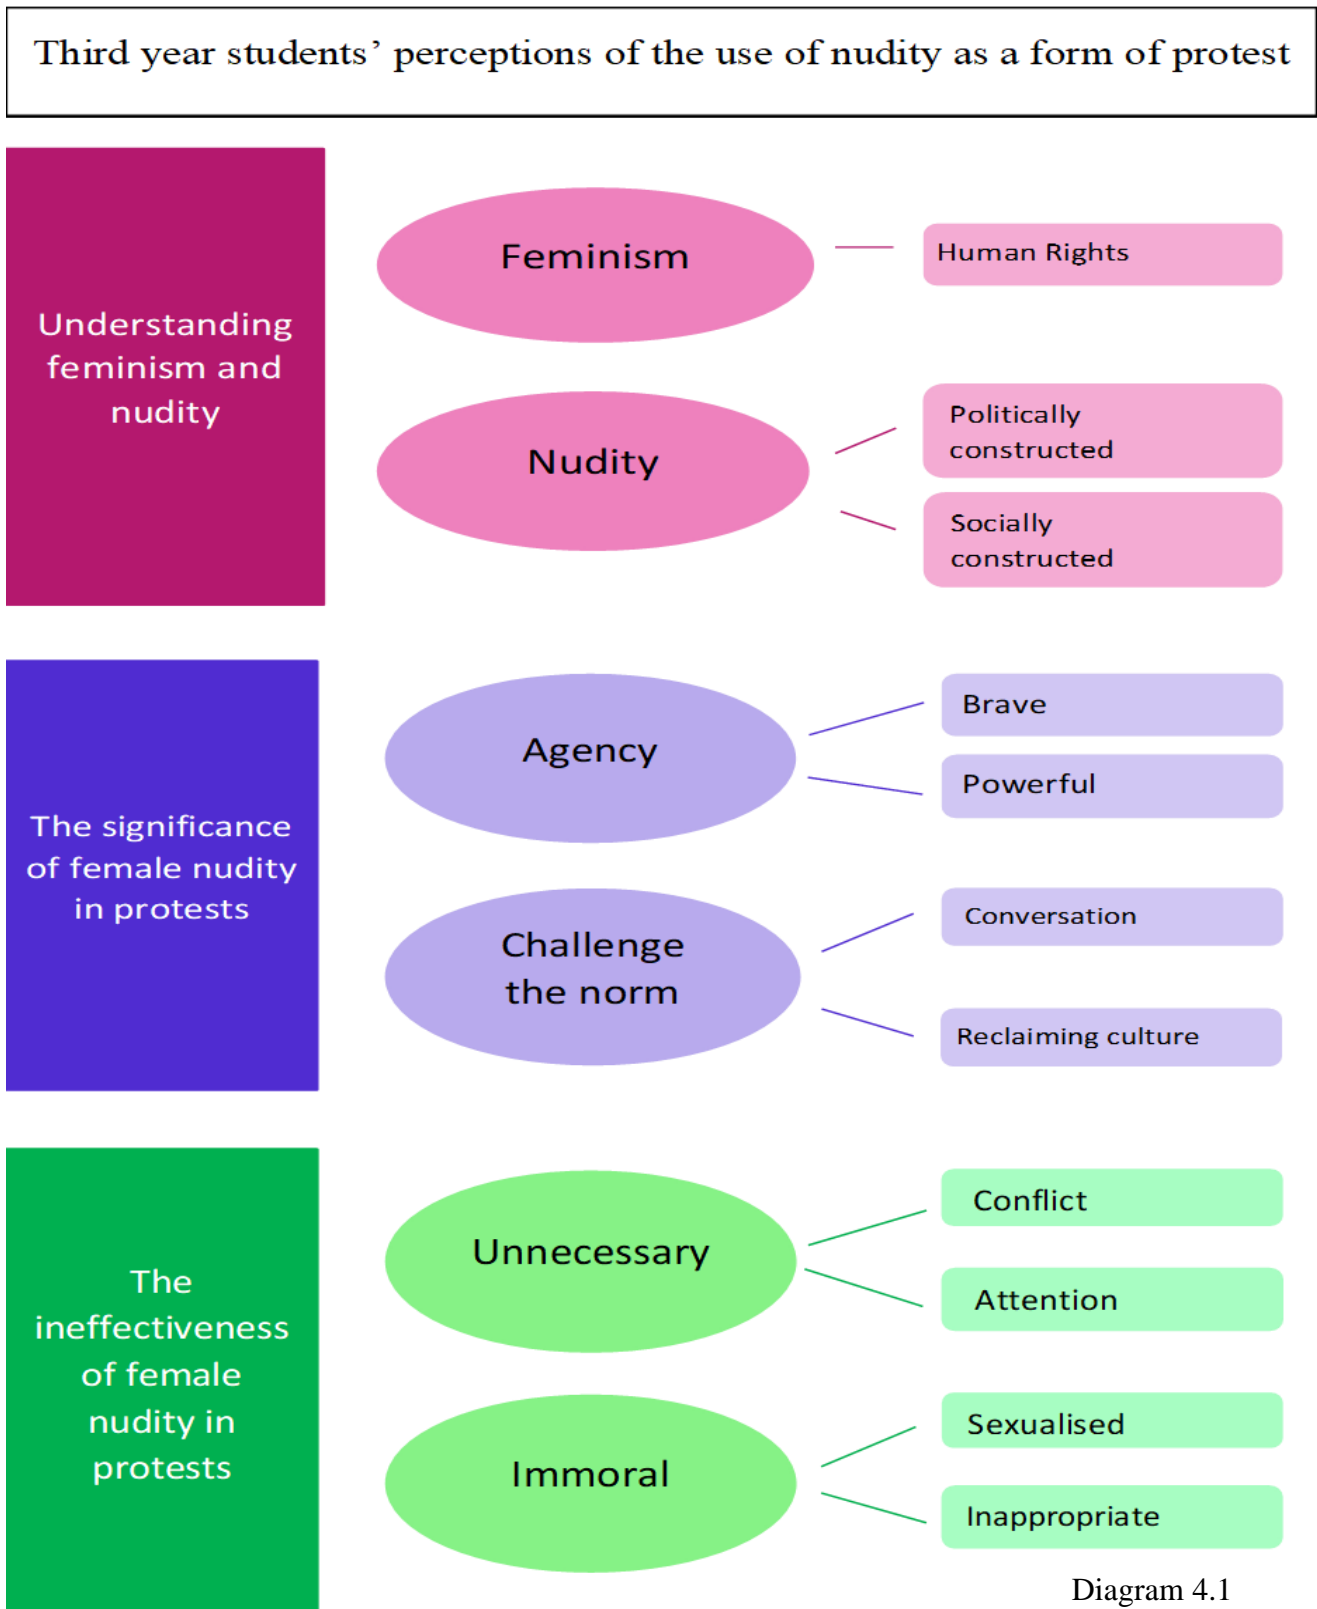 Third year students’ perceptions of the use of nudity as a form of protest
Understanding
feminism and
nudity
Feminism
Human Rights
Nudity
Politically
constructed
Socially
constructed
The significance
of female nudity
in protests
Agency
Brave
Powerful
Challenge
the norm
Conversation
Reclaiming culture
The
ineffectiveness
of female
nudity in
protests
Unnecessary
Conflict
Attention
Immoral
Sexualised
Inappropriate
Diagram 4.1